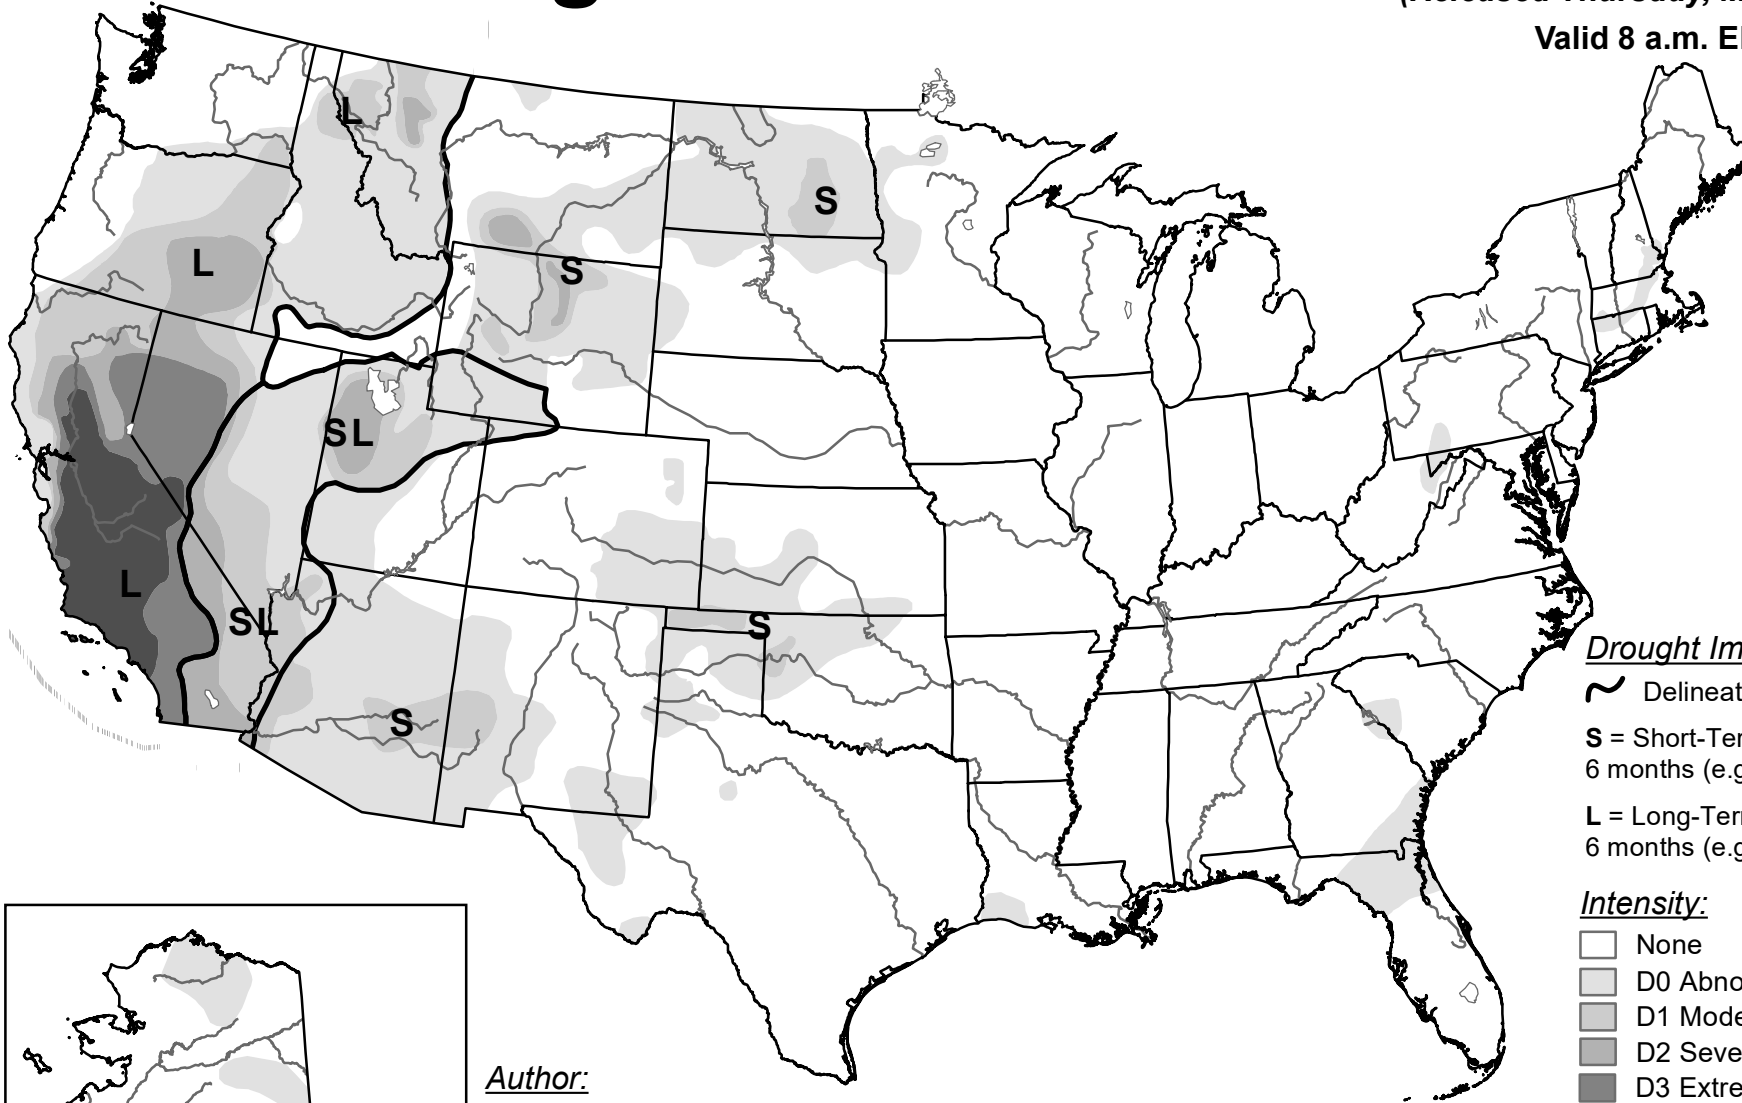 Valid 8 a.m.
L
S
L
S
SL
L
SL
S
S
Drought
Delineat
S = Short-Ter
6 months (e.g
L = Long-Ter
6 months (e.g
Intensity:
None
D0 Abno
D1 Mode
D2 Seve
D3 Extre
Author: